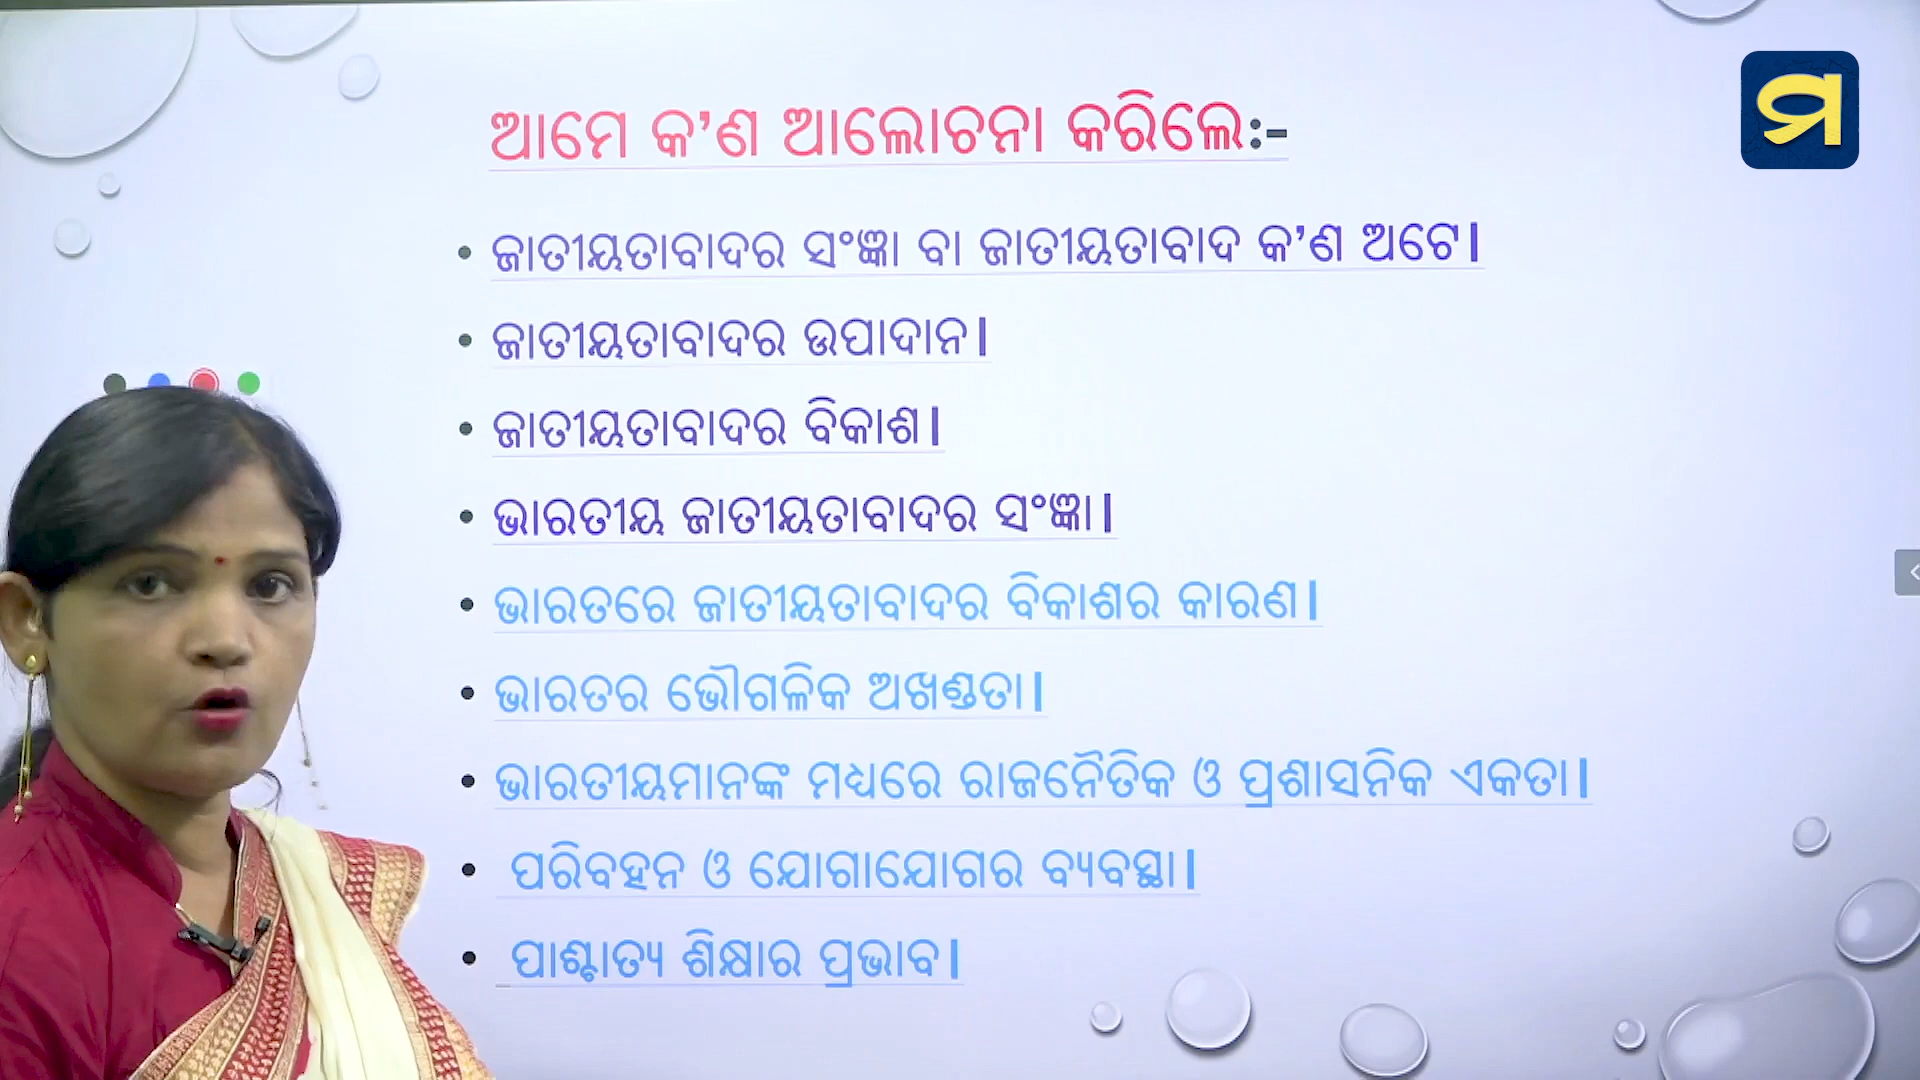 ମ
ଆମେ କ’ଣ ଆଲୋଚନା କରିଲେ:-
• ଜାତୀୟତାବାଦର ସଂଜ୍ଞା ବା ଜାତୀୟତାବାଦ କ’ଣ ଅଟେ।
• ଜାତୀୟତାବାଦର ଉପାଦାନ।
• ଜାତୀୟତାବାଦର ବିକାଶ।
• ଭାରତୀୟ ଜାତୀୟତାବାଦର ସଂଜ୍ଞା।
• ଭାରତରେ ଜାତୀୟତାବାଦର ବିକାଶର କାରଣ।
• ଭାରତର ଭୌଗଳିକ ଅଖଣ୍ଡତା।
• ଭାରତୀୟମାନଙ୍କ ମଧ୍ୟରେ ରାଜନୈତିକ ଓ ପ୍ରଶାସନିକ ଏକତା।
• ପରିବହନ ଓ ଯୋଗାଯୋଗର ବ୍ୟବସ୍ଥା।
• ପାଶ୍ଚାତ୍ୟ ଶିକ୍ଷାର ପ୍ରଭାବ।